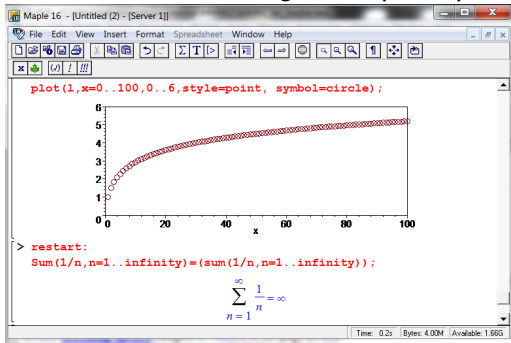 Maple 16 - [Untitled (2) - [Server 1]]
File Edit View Insert Format Spreadsheet Window Help
Σ T [>
x (√) ! !!!
plot(l,x=0..100,0..6,style=point, symbol=circle);
6
5
4
3
2
1
0
0 20 40 60 80 100
x
> restart:
Sum(1/n,n=1..infinity)=(sum(1/n,n=1..infinity));
∞
∑ 1/n = ∞
n = 1
Time: 0.2s Bytes: 4.00M Available: 1.66G